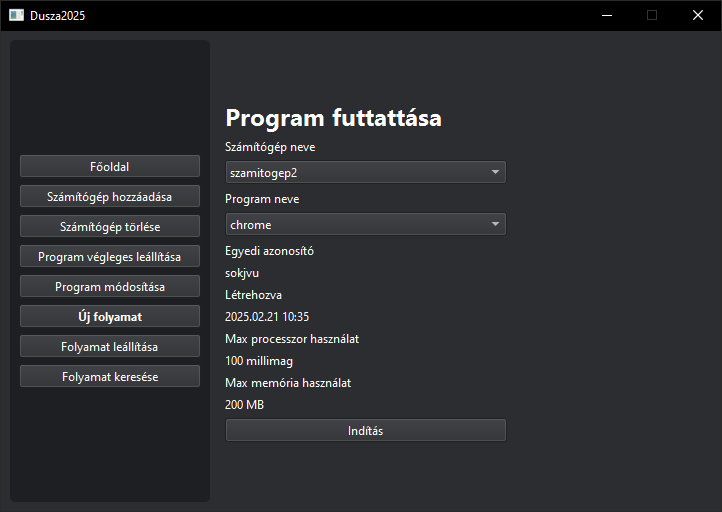 Dusza2025
Főoldal
Számítógép hozzáadása
Számítógép törlése
Program végleges leállítása
Program módosítása
Új folyamat
Folyamat leállítása
Folyamat keresése
Program futtattása
Számítógép neve
szamitogep2
Program neve
chrome
Egyedi azonosító
sokjvu
Létrehozva
2025.02.21 10:35
Max processzor használat
100 millimag
Max memória használat
200 MB
Indítás